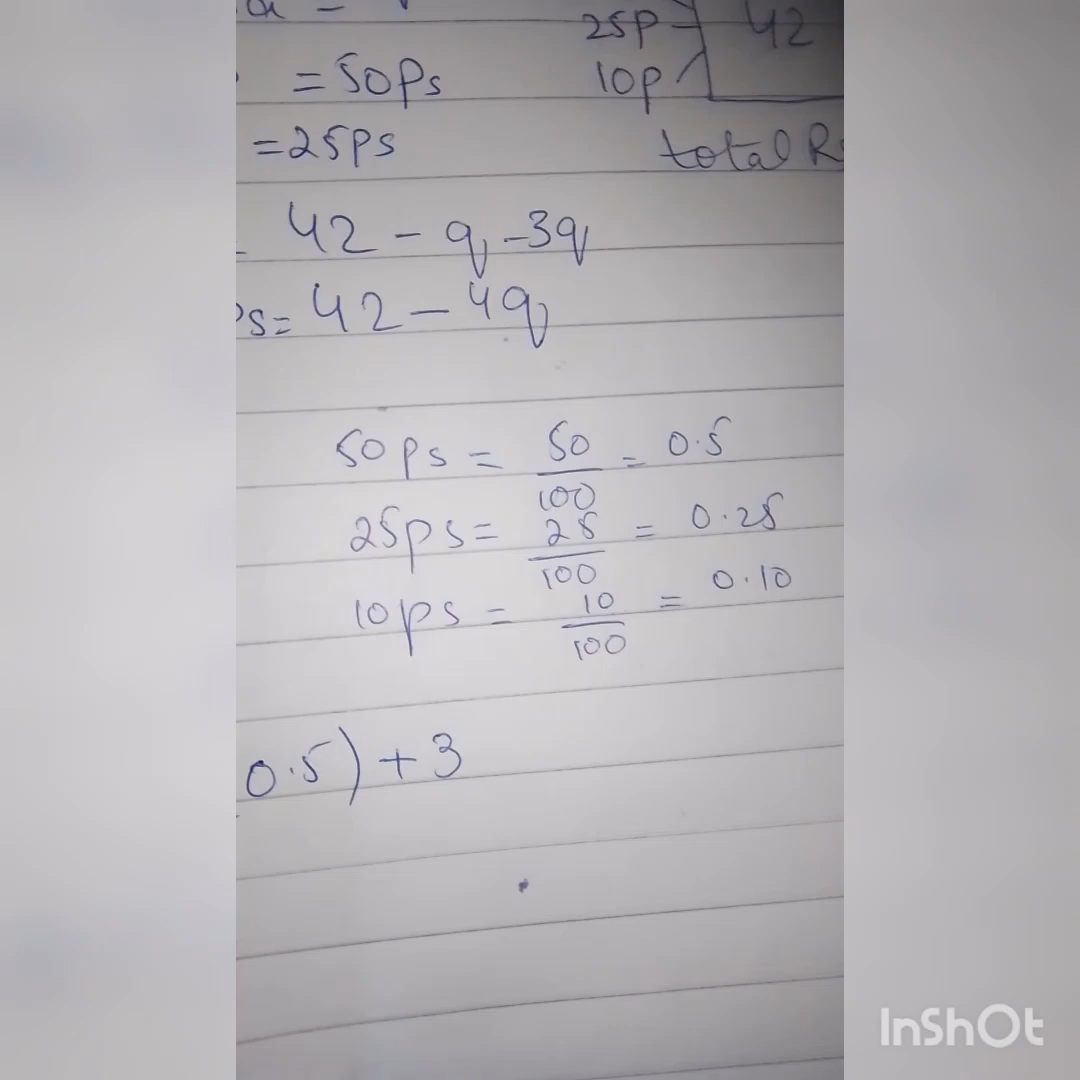 25p 42
= 50Ps 10p
= 25Ps total R
42 - q - 3q
s = 42 - 4q
50ps = 50/100 = 0.5
25ps = 25/100 = 0.25
10ps = 10/100 = 0.10
0.5) + 3
InShOt